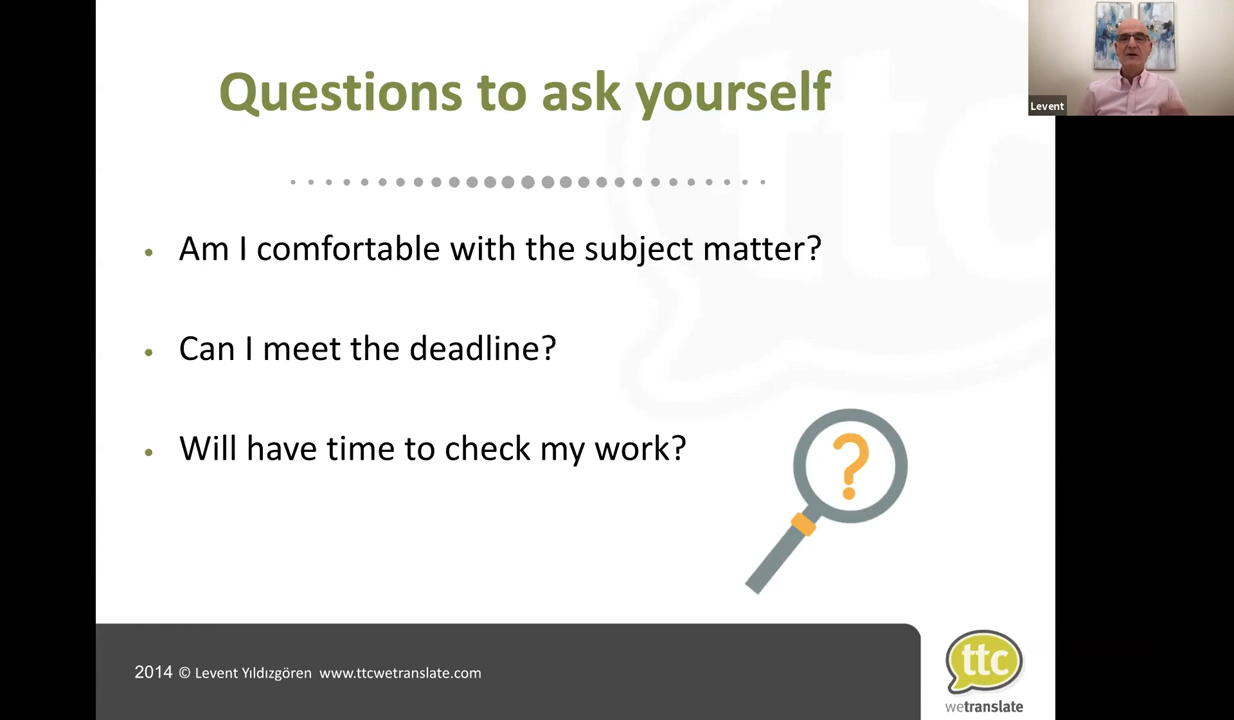 Questions to ask yourself
Levent
• Am I comfortable with the subject matter?
• Can I meet the deadline?
• Will have time to check my work?
?
2014 © Levent Yıldızgören www.ttcwetranslate.com
ttc
wetranslate
ttc